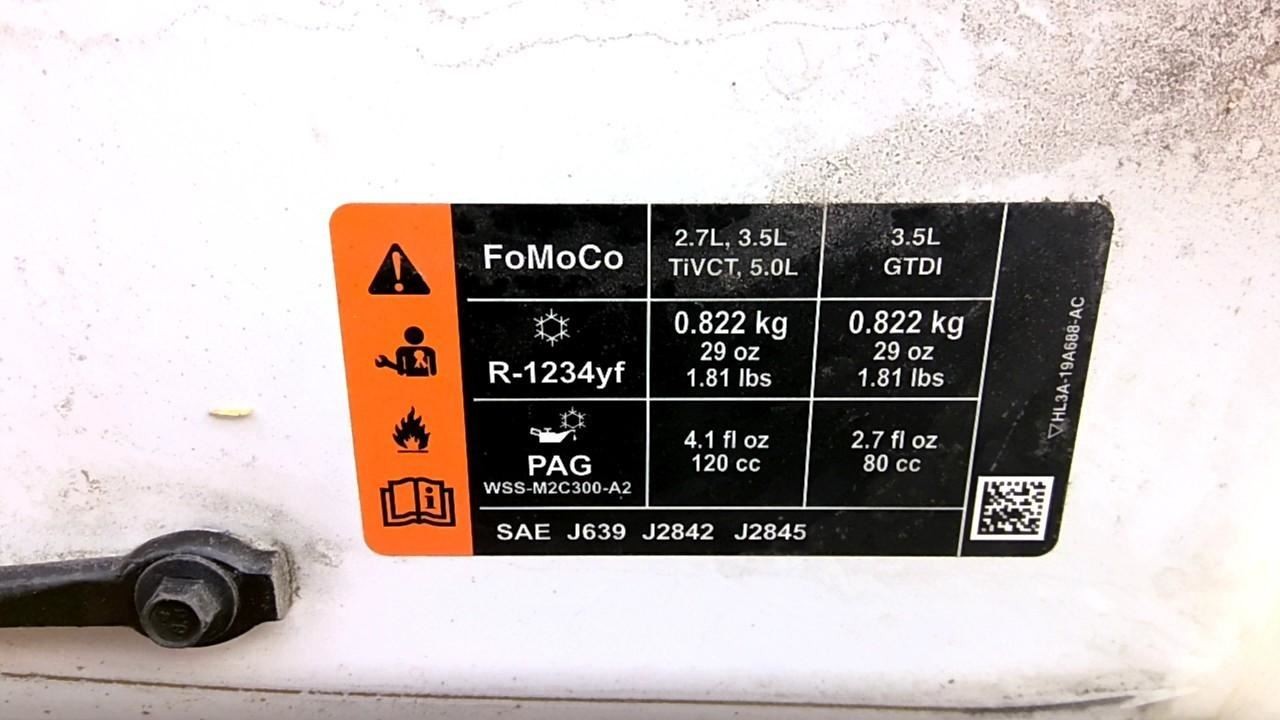 FoMoCo
2.7L, 3.5L
TiVCT, 5.0L
3.5L
GTDI
R-1234yf
0.822 kg
29 oz
1.81 lbs
0.822 kg
29 oz
1.81 lbs
PAG
WSS-M2C300-A2
4.1 fl oz
120 cc
2.7 fl oz
80 cc
SAE J639 J2842 J2845
HL3A-19A688-AC